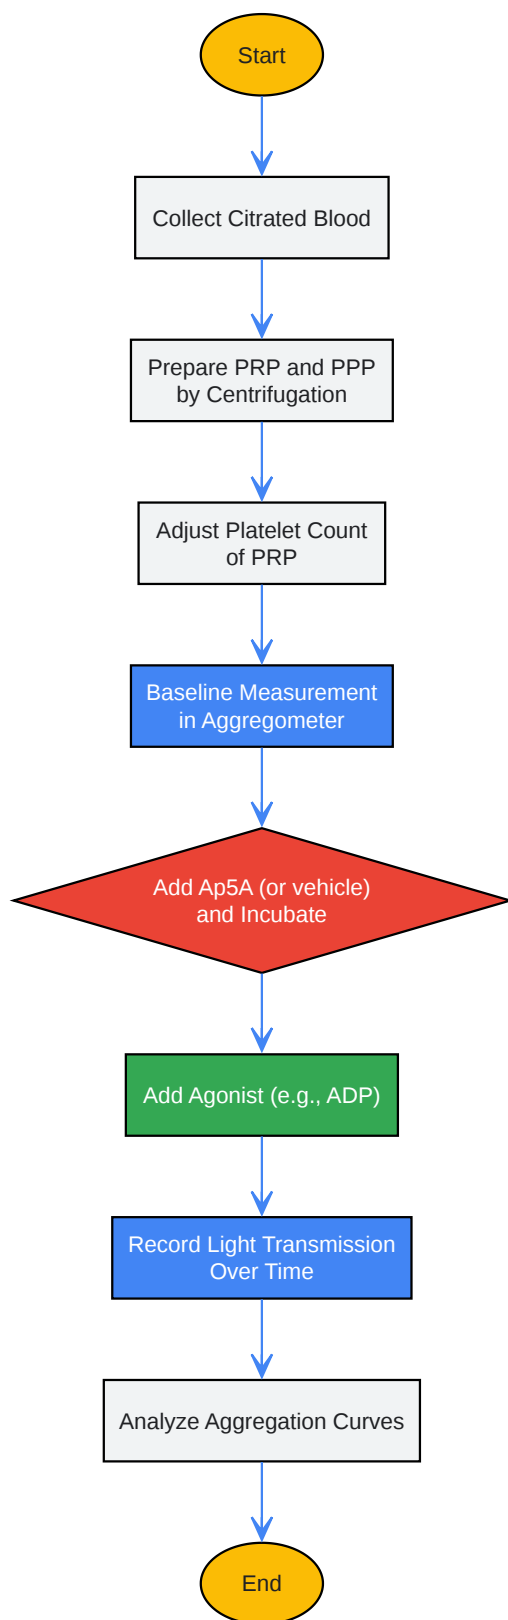 Start
Collect Citrated Blood
Prepare PRP and PPP
by Centrifugation
Adjust Platelet Count
of PRP
Baseline Measurement
in Aggregometer
Add Ap5A (or vehicle)
and Incubate
Add Agonist (e.g., ADP)
Record Light Transmission
Over Time
Analyze Aggregation Curves
End